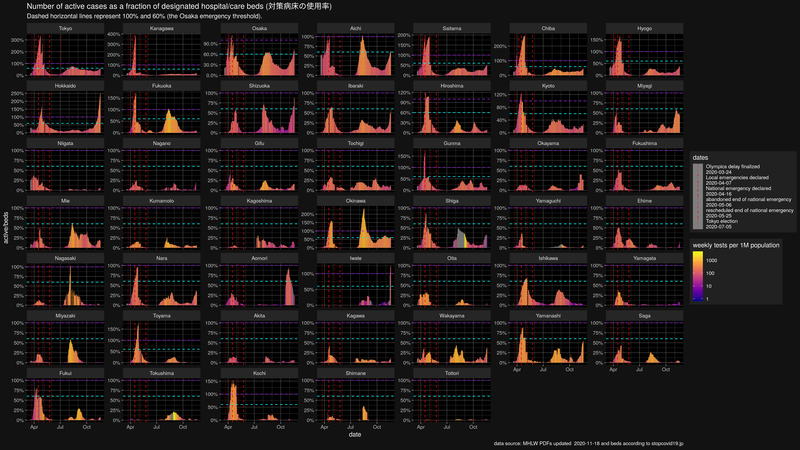 Number of active cases as a fraction of designated hospital/care beds (対策病床の使用率)
Dashed horizontal lines represent 100% and 60% (the Osaka emergency threshold).
Tokyo Kanagawa Osaka Aichi Saitama Chiba Hyogo
Hokkaido Fukuoka Shizuoka Ibaraki Hiroshima Kyoto Miyagi
Niigata Nagano Gifu Tochigi Gunma Okayama Fukushima
Mie Kumamoto Kagoshima Okinawa Shiga Yamaguchi Ehime
Nagasaki Nara Aomori Iwate Oita Ishikawa Yamagata
Miyazaki Toyama Akita Kagawa Wakayama Yamanashi Saga
Fukui Tokushima Kochi Shimane Tottori
active/beds
Apr Jul Oct
date
dates
Olympics delay finalized
2020-03-24
Local emergencies declared
2020-04-07
National emergency declared
2020-04-16
abandoned end of national emergency
2020-05-06
rescheduled end of national emergency
2020-05-25
Tokyo election
2020-07-05
weekly tests per 1M population
1000
100
10
1
data source: MHLW PDFs updated 2020-11-18 and beds according to stopcovid19.jp